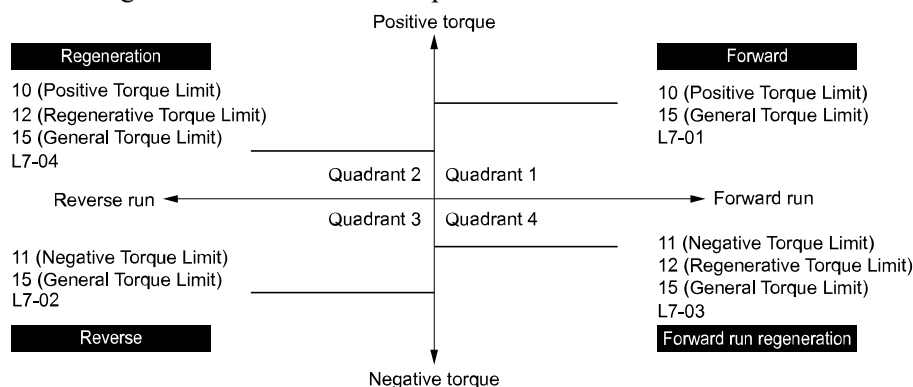 Positive torque
Regeneration
10 (Positive Torque Limit)
12 (Regenerative Torque Limit)
15 (General Torque Limit)
L7-04
Forward
10 (Positive Torque Limit)
15 (General Torque Limit)
L7-01
Quadrant 2
Quadrant 1
Reverse run
Forward run
Quadrant 3
Quadrant 4
11 (Negative Torque Limit)
15 (General Torque Limit)
L7-02
Reverse
11 (Negative Torque Limit)
12 (Regenerative Torque Limit)
15 (General Torque Limit)
L7-03
Forward run regeneration
Negative torque